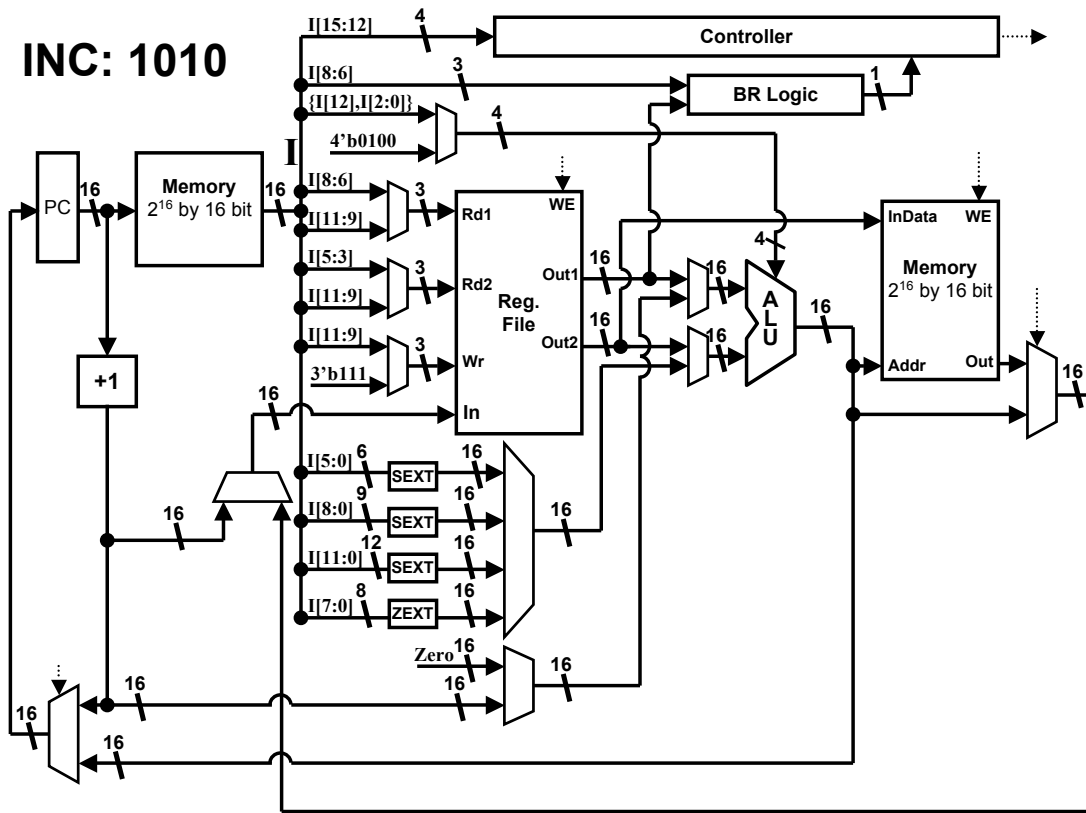 INC: 1010
I[15:12]
4
Controller
I[8:6]
3
BR Logic
1
{I[12],I[2:0]}
4
4'b0100
I
PC
16
Memory
2^16 by 16 bit
16
I[8:6]
3
I[11:9]
Rd1
WE
I[5:3]
3
I[11:9]
Rd2
Out1
16
Reg.
File
I[11:9]
3
3'b111
Wr
Out2
16
16
In
16
16
4
ALU
16
InData
WE
Memory
2^16 by 16 bit
Addr
Out
16
+1
I[5:0]
6
SEXT
16
I[8:0]
9
SEXT
16
16
I[11:0]
12
SEXT
16
I[7:0]
8
ZEXT
16
16
Zero
16
16
16
16
16
16
16